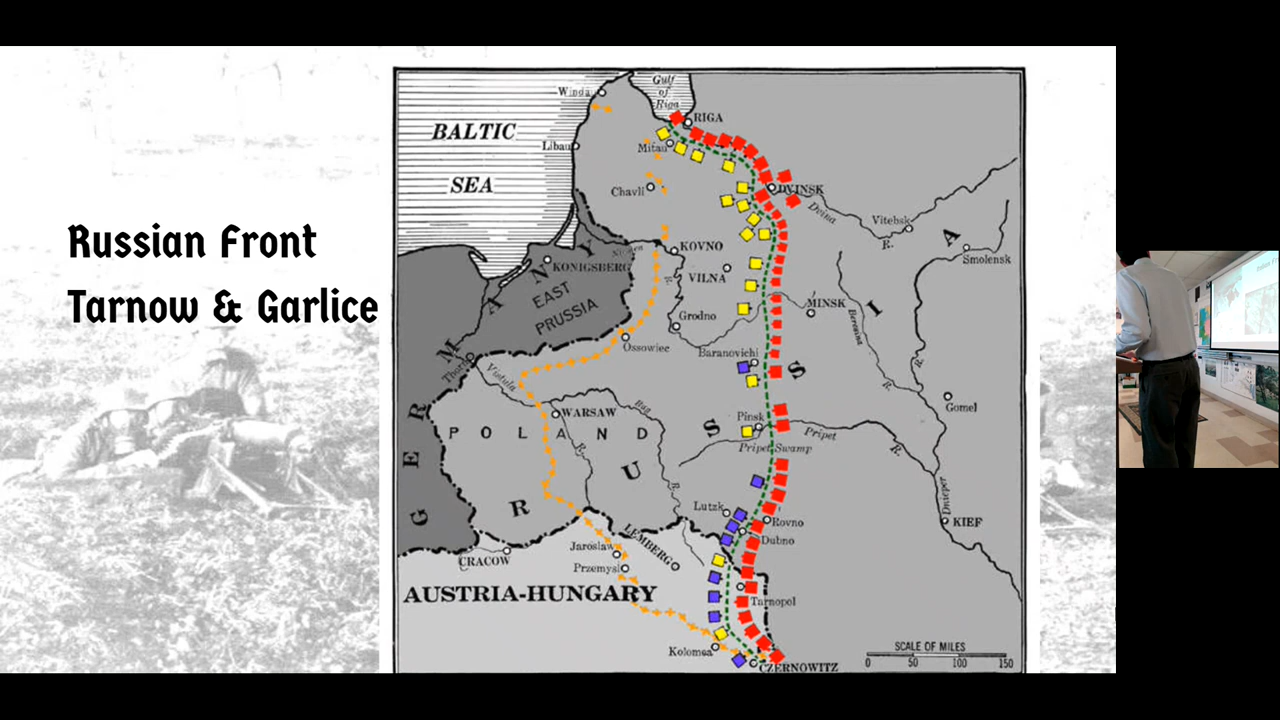 Russian Front
Tarnow & Garlice
Gulf
of
Riga
Winda
RIGA
BALTIC
SEA
Libau
Mitau
Chavli
DVINSK
Dvina
R.
Vitebsk
Smolensk
KOVNO
VILNA
KONIGSBERG
EAST
PRUSSIA
GERMANY
Grodno
MINSK
Beresina
R.
R.
Ossowiec
Baranovichi
Thorn
Vistula
R.
WARSAW
Bug
R.
POLAND
RUSSIA
Pinsk
Pripet
R.
Pripet Swamp
Gomel
Dnieper
KIEF
Lutzk
Rovno
Dubno
CRACOW
Jaroslaw
LEMBERG
Przemysl
AUSTRIA-HUNGARY
Tarnopol
Kolomea
CZERNOWITZ
SCALE OF MILES
0 50 100 150